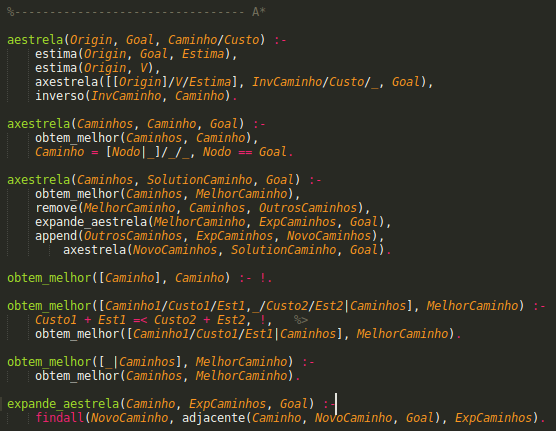 %--------------------------------- A*
aestrela(Origin, Goal, Caminho/Custo) :-
estima(Origin, Goal, Estima),
estima(Origin, V),
axestrela([[Origin]/V/Estima], InvCaminho/Custo/_, Goal),
inverso(InvCaminho, Caminho).
axestrela(Caminhos, Caminho, Goal) :-
obtem_melhor(Caminhos, Caminho),
Caminho = [Nodo|_]/_/_, Nodo == Goal.
axestrela(Caminhos, SolutionCaminho, Goal) :-
obtem_melhor(Caminhos, MelhorCaminho),
remove(MelhorCaminho, Caminhos, OutrosCaminhos),
expande_aestrela(MelhorCaminho, ExpCaminhos, Goal),
append(OutrosCaminhos, ExpCaminhos, NovoCaminhos),
axestrela(NovoCaminhos, SolutionCaminho, Goal).
obtem_melhor([Caminho], Caminho) :- !.
obtem_melhor([Caminho1/Custo1/Est1,_/Custo2/Est2|Caminhos], MelhorCaminho) :-
Custo1 + Est1 =< Custo2 + Est2, !, %>
obtem_melhor([Caminho1/Custo1/Est1|Caminhos], MelhorCaminho).
obtem_melhor([_|Caminhos], MelhorCaminho) :-
obtem_melhor(Caminhos, MelhorCaminho).
expande_aestrela(Caminho, ExpCaminhos, Goal) :-
findall(NovoCaminho, adjacente(Caminho, NovoCaminho, Goal), ExpCaminhos).